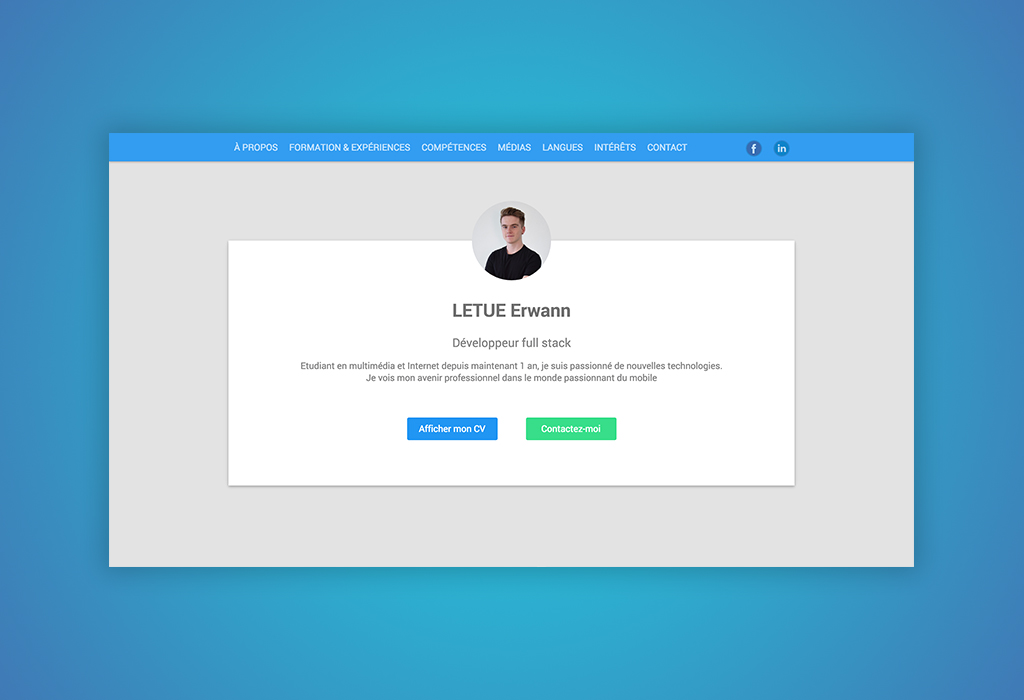 À PROPOS FORMATION & EXPÉRIENCES COMPÉTENCES MÉDIAS LANGUES INTÉRÊTS CONTACT f in
LETUE Erwann
Développeur full stack
Etudiant en multimédia et Internet depuis maintenant 1 an, je suis passionné de nouvelles technologies.
Je vois mon avenir professionnel dans le monde passionnant du mobile
Afficher mon CV Contactez-moi